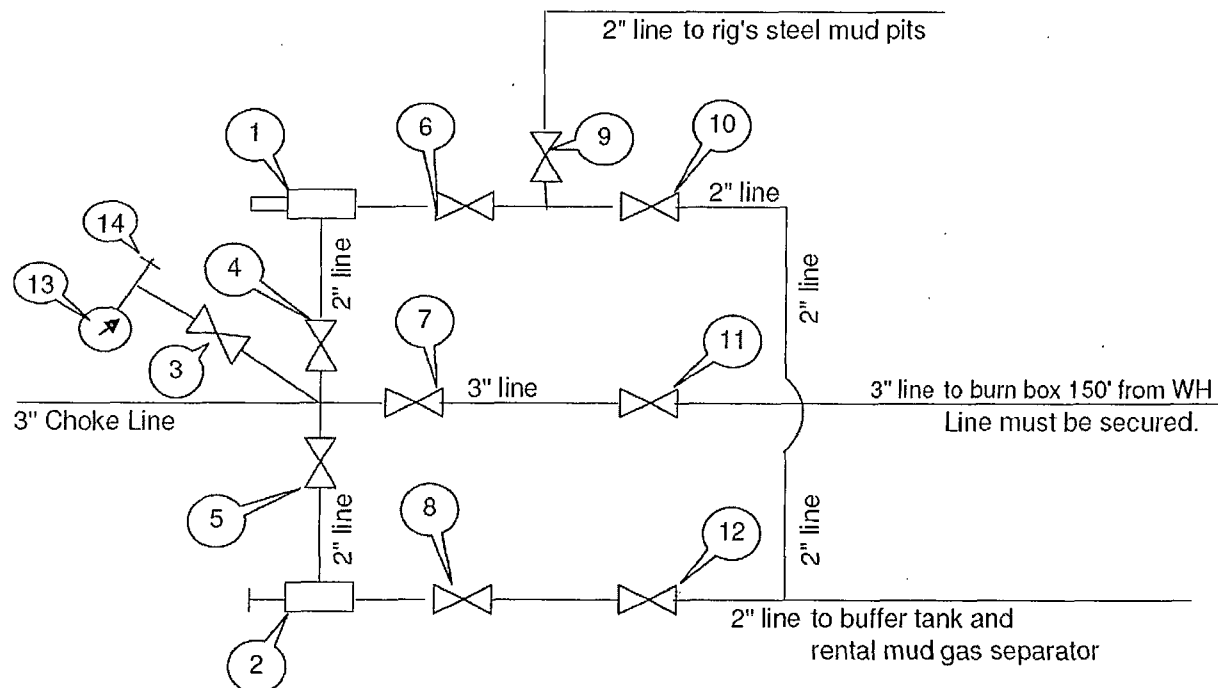 2" line to rig's steel mud pits
1
6
9
10
2" line
14
13
4
2" line
2" line
3
7
11
3" line
3" line to burn box 150' from WH
3" Choke Line
Line must be secured.
5
8
12
2" line
2" line
2" line to buffer tank and
rental mud gas separator
2